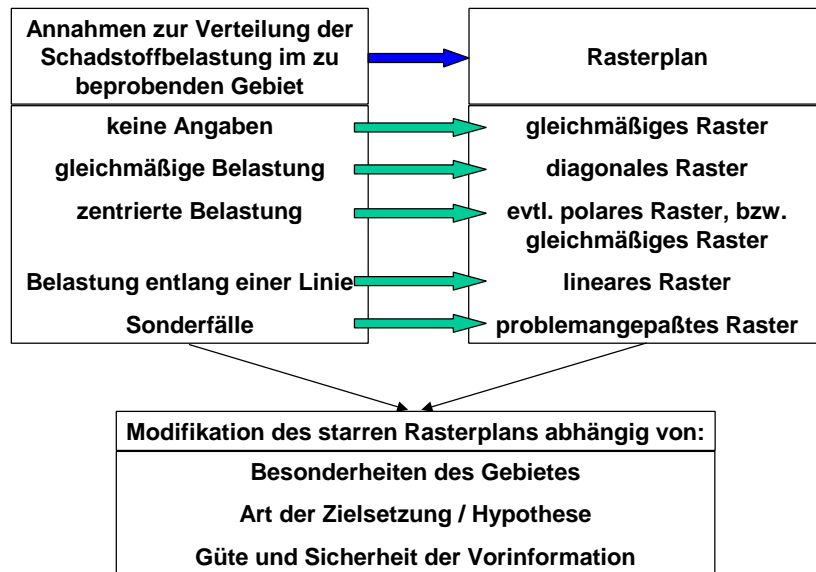 Annahmen zur Verteilung der
Schadstoffbelastung im zu
beprobenden Gebiet
Rasterplan
keine Angaben
gleichmäßiges Raster
gleichmäßige Belastung
diagonales Raster
zentrierte Belastung
evtl. polares Raster, bzw.
gleichmäßiges Raster
Belastung entlang einer Linie
lineares Raster
Sonderfälle
problemangepaßtes Raster
Modifikation des starren Rasterplans abhängig von:
Besonderheiten des Gebietes
Art der Zielsetzung / Hypothese
Güte und Sicherheit der Vorinformation